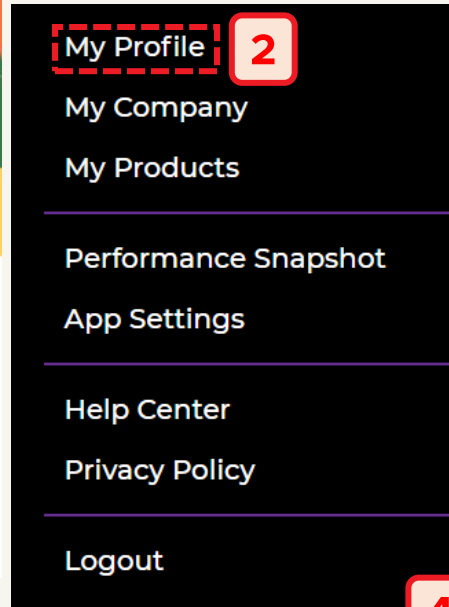 My Profile 2
My Company
My Products
Performance Snapshot
App Settings
Help Center
Privacy Policy
Logout